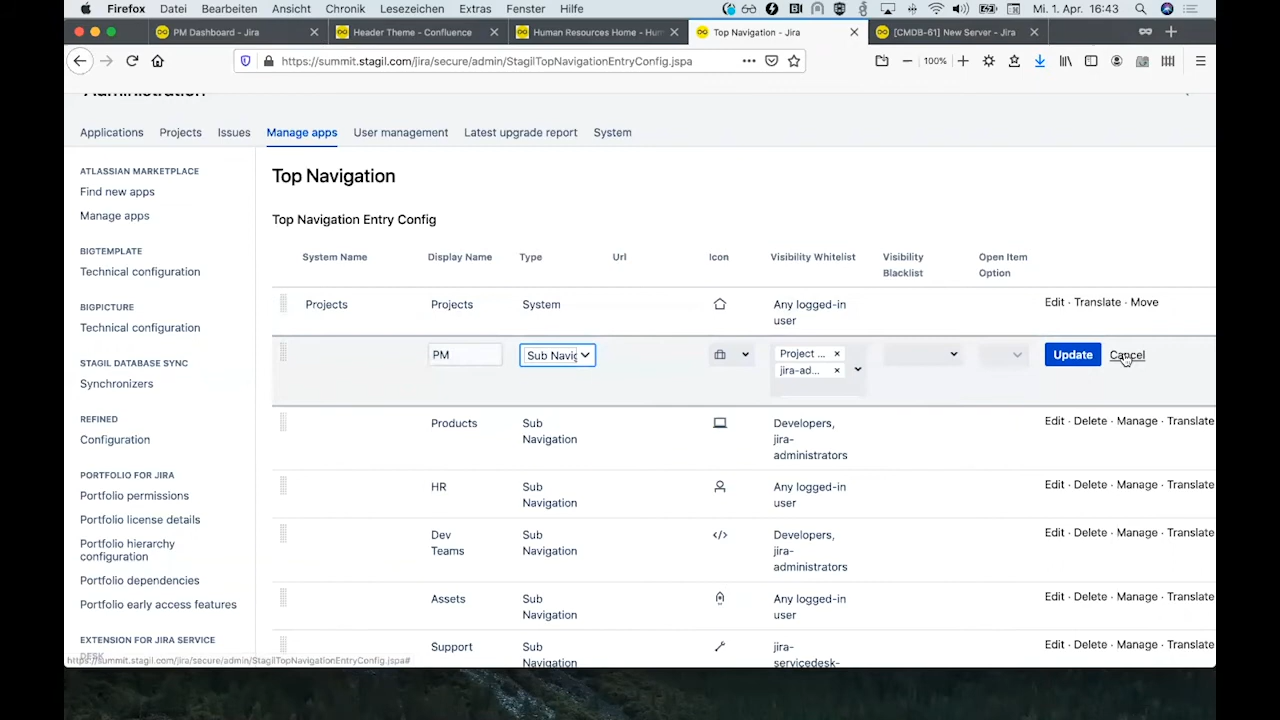 Firefox Datei Bearbeiten Ansicht Chronik Lesezeichen Extras Fenster Hilfe Mi. 1. Apr. 16:43
PM Dashboard - Jira Header Theme - Confluence Human Resources Home - Hum Top Navigation - Jira [CMDB-61] New Server - Jira
https://summit.stagil.com/jira/secure/admin/StagilTopNavigationEntryConfig.jspa 100%
Administration
Applications Projects Issues Manage apps User management Latest upgrade report System
ATLASSIAN MARKETPLACE
Find new apps
Manage apps
BIGTEMPLATE
Technical configuration
BIGPICTURE
Technical configuration
STAGIL DATABASE SYNC
Synchronizers
REFINED
Configuration
PORTFOLIO FOR JIRA
Portfolio permissions
Portfolio license details
Portfolio hierarchy
configuration
Portfolio dependencies
Portfolio early access features
EXTENSION FOR JIRA SERVICE
DESK
https://summit.stagil.com/jira/secure/admin/StagilTopNavigationEntryConfig.jspa#
Top Navigation
Top Navigation Entry Config
System Name Display Name Type Url Icon Visibility Whitelist Visibility Blacklist Open Item Option
Projects Projects System Any logged-in user Edit · Translate · Move
PM Sub Navig Project ... × jira-ad... × Update Cancel
Products Sub Navigation Developers, jira-administrators Edit · Delete · Manage · Translate
HR Sub Navigation Any logged-in user Edit · Delete · Manage · Translate
Dev Teams Sub Navigation Developers, jira-administrators Edit · Delete · Manage · Translate
Assets Sub Navigation Any logged-in user Edit · Delete · Manage · Translate
Support Sub Navigation jira-servicedesk- Edit · Delete · Manage · Translate